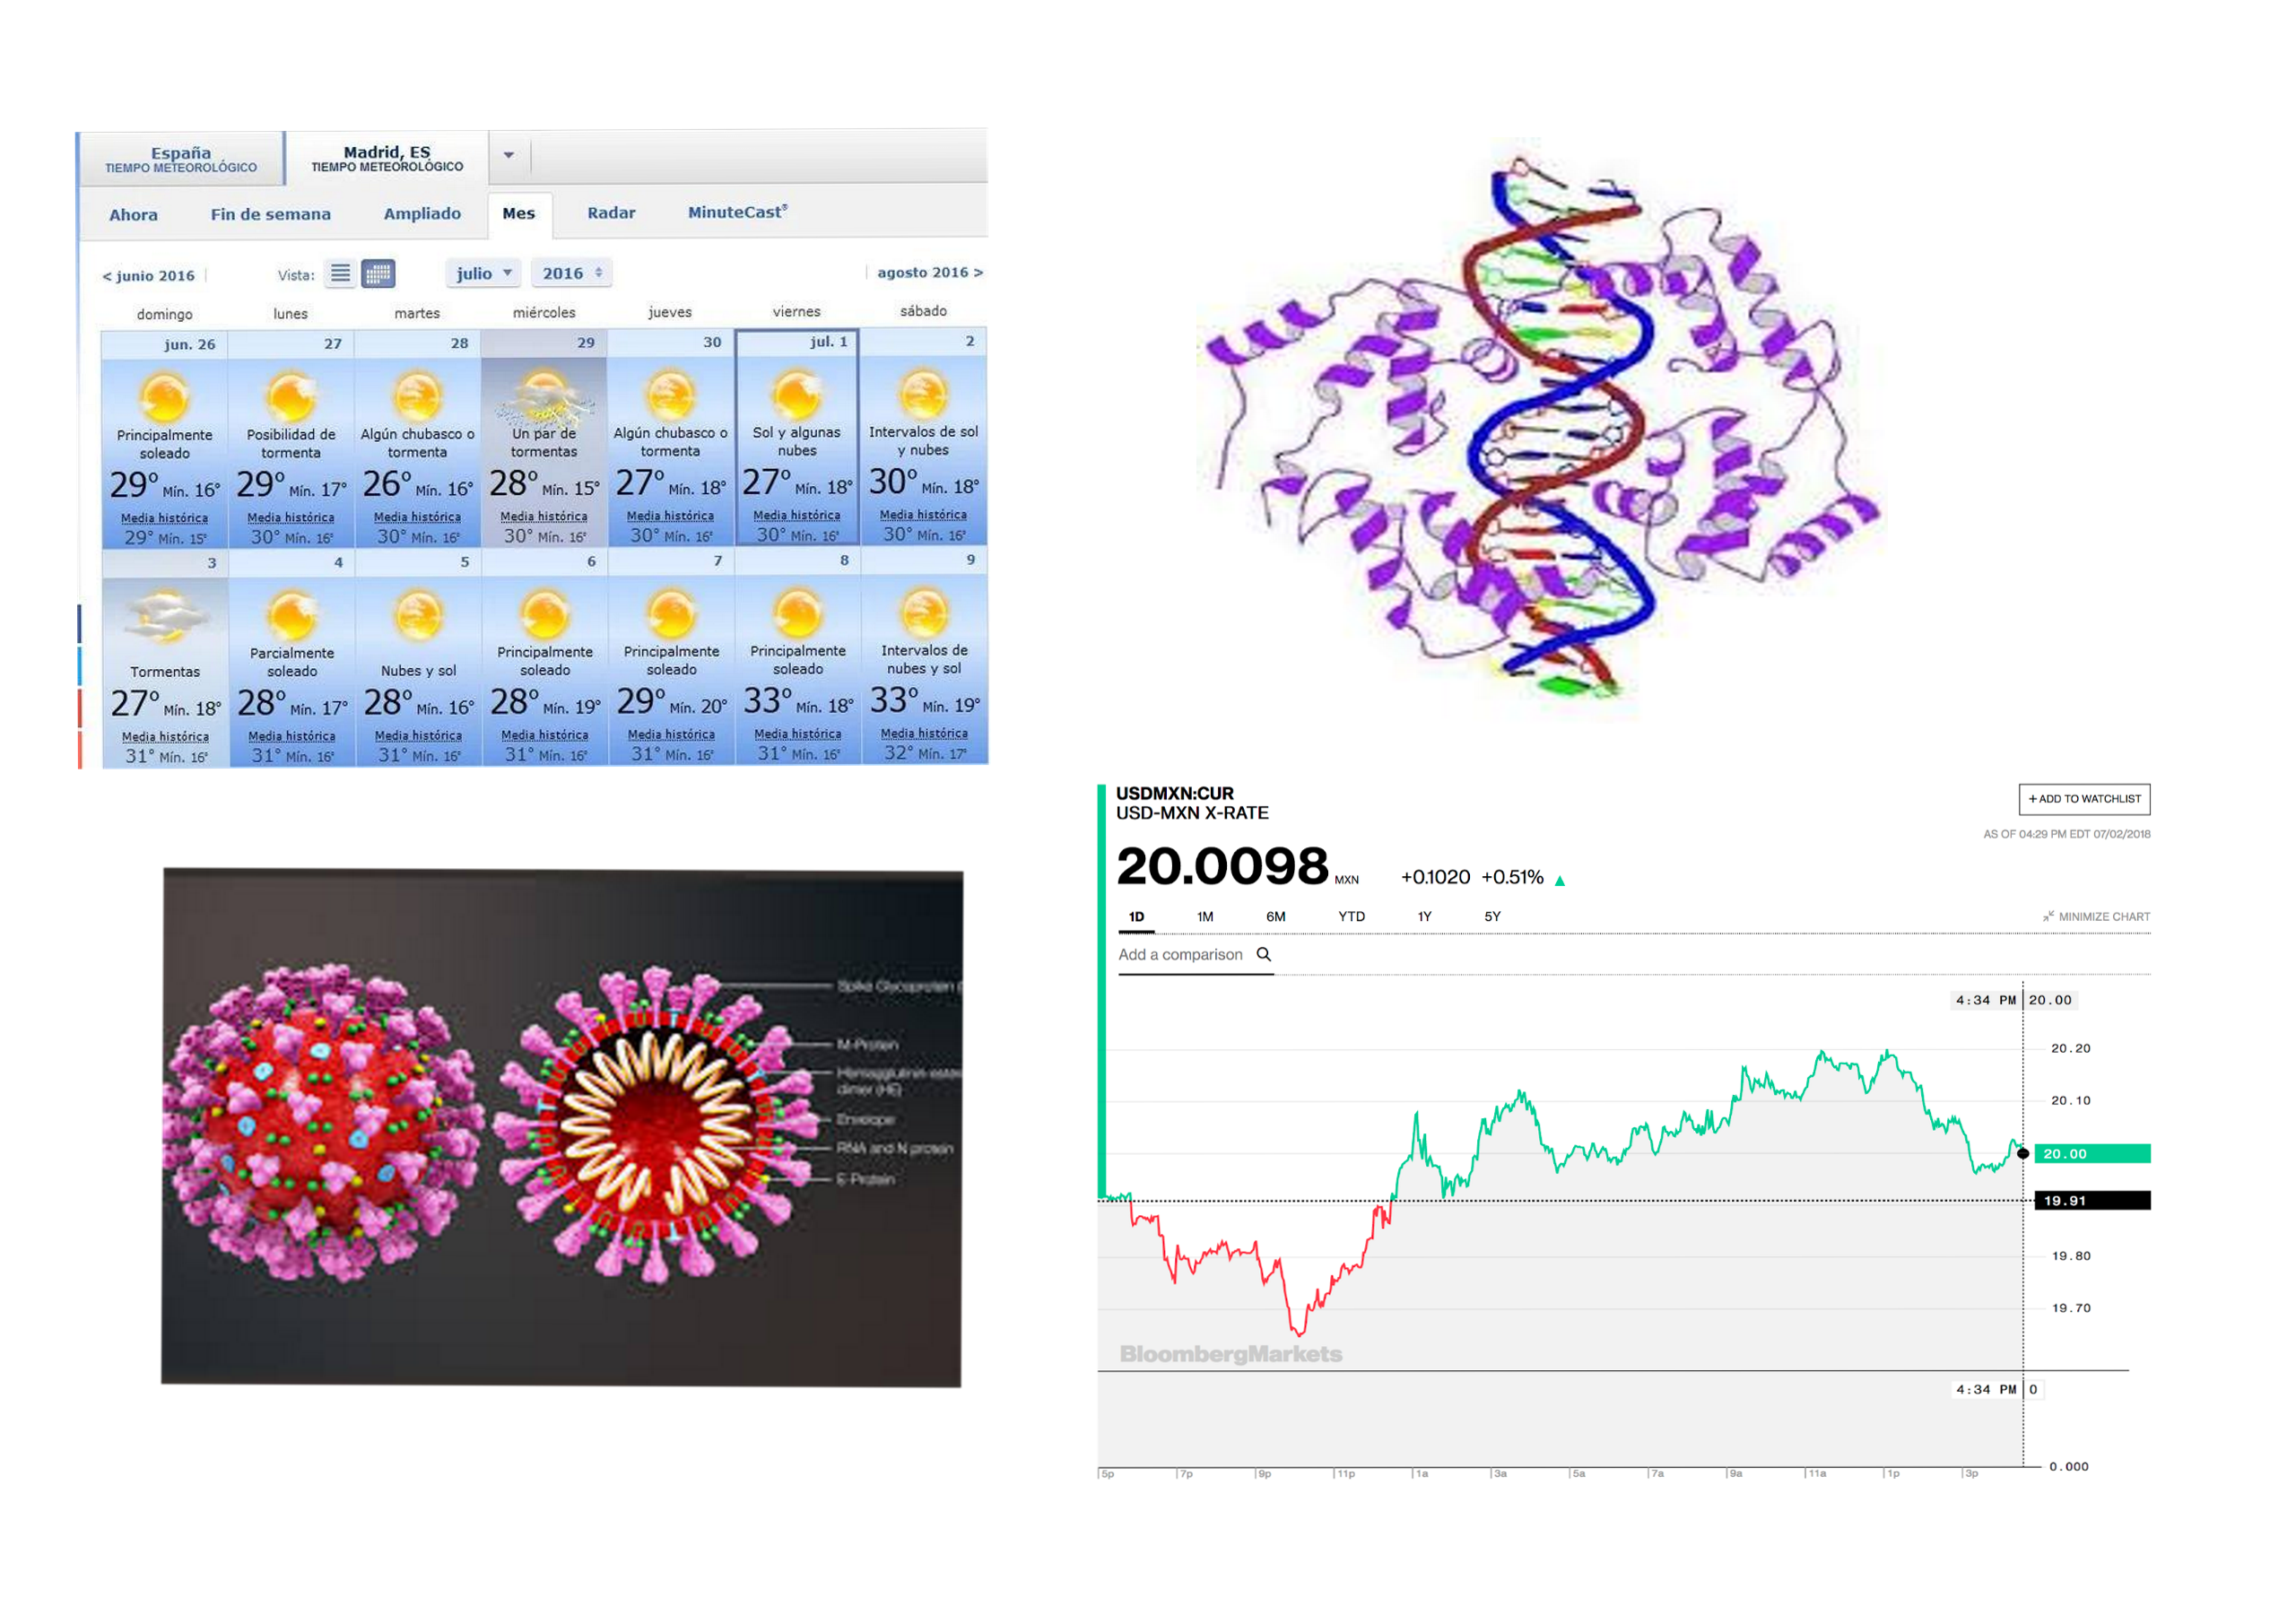 España
TIEMPO METEOROLÓGICO
Madrid, ES
TIEMPO METEOROLÓGICO
Ahora Fin de semana Ampliado Mes Radar MinuteCast®
< junio 2016 Vista: julio 2016 agosto 2016 >
domingo lunes martes miércoles jueves viernes sábado
jun. 26 27 28 29 30 jul. 1 2
Principalmente soleado Posibilidad de tormenta Algún chubasco o tormenta Un par de tormentas Algún chubasco o tormenta Sol y algunas nubes Intervalos de sol y nubes
29° Mín. 16° 29° Mín. 17° 26° Mín. 16° 28° Mín. 15° 27° Mín. 18° 27° Mín. 18° 30° Mín. 18°
Media histórica Media histórica Media histórica Media histórica Media histórica Media histórica Media histórica
29° Mín. 15° 30° Mín. 16° 30° Mín. 16° 30° Mín. 16° 30° Mín. 16° 30° Mín. 16° 30° Mín. 16°
3 4 5 6 7 8 9
Tormentas Parcialmente soleado Nubes y sol Principalmente soleado Principalmente soleado Principalmente soleado Intervalos de nubes y sol
27° Mín. 18° 28° Mín. 17° 28° Mín. 16° 28° Mín. 19° 29° Mín. 20° 33° Mín. 18° 33° Mín. 19°
Media histórica Media histórica Media histórica Media histórica Media histórica Media histórica Media histórica
31° Mín. 16° 31° Mín. 16° 31° Mín. 16° 31° Mín. 16° 31° Mín. 16° 31° Mín. 16° 32° Mín. 17°
Spike Glycoprotein
M-Protein
Hemagglutinin
dimer (HE)
Envelope
RNA and N protein
E-Protein
USDMXN:CUR
USD-MXN X-RATE
+ ADD TO WATCHLIST
AS OF 04:29 PM EDT 07/02/2018
20.0098 MXN +0.1020 +0.51%
1D 1M 6M YTD 1Y 5Y
MINIMIZE CHART
Add a comparison
4:34 PM 20.00
20.20
20.10
20.00
19.91
19.80
19.70
BloombergMarkets
4:34 PM 0
0.000
5p 7p 9p 11p 1a 3a 5a 7a 9a 11a 1p 3p